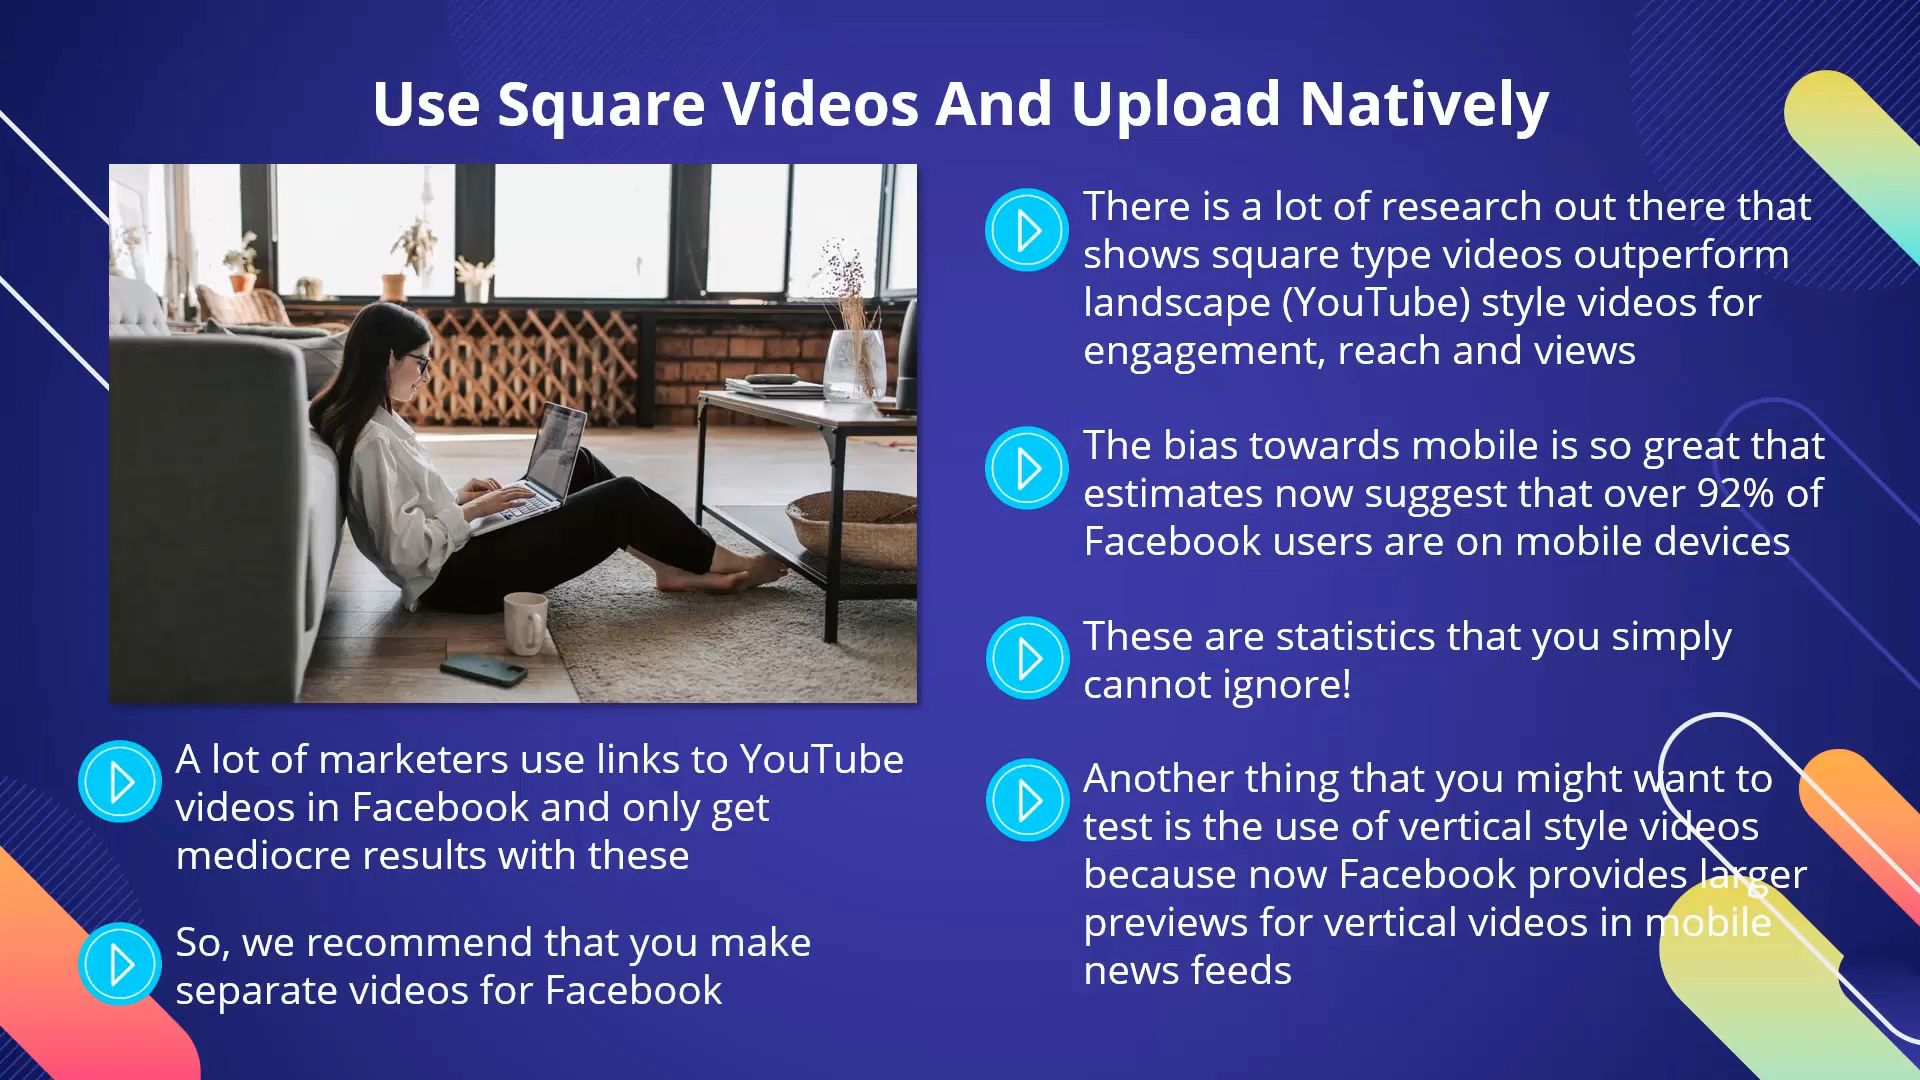 Use Square Videos And Upload Natively
A lot of marketers use links to YouTube
videos in Facebook and only get
mediocre results with these
So, we recommend that you make
separate videos for Facebook
There is a lot of research out there that
shows square type videos outperform
landscape (YouTube) style videos for
engagement, reach and views
The bias towards mobile is so great that
estimates now suggest that over 92% of
Facebook users are on mobile devices
These are statistics that you simply
cannot ignore!
Another thing that you might want to
test is the use of vertical style videos
because now Facebook provides larger
previews for vertical videos in mobile
news feeds